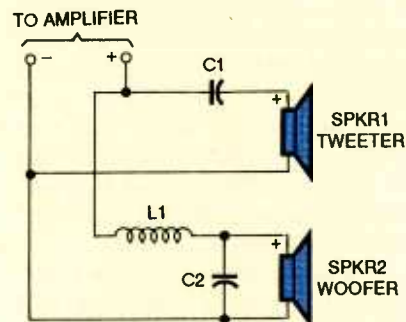 TO AMPLIFIER
− +
C1
+
SPKR1
TWEETER
L1
+
C2
SPKR2
WOOFER